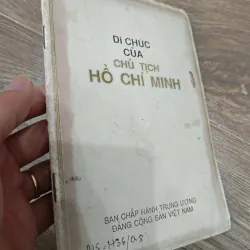 DI CHÚC
CỦA
CHỦ TỊCH
HỒ CHÍ MINH
BAN CHẤP HÀNH TRUNG ƯƠNG
ĐẢNG CỘNG SẢN VIỆT NAM